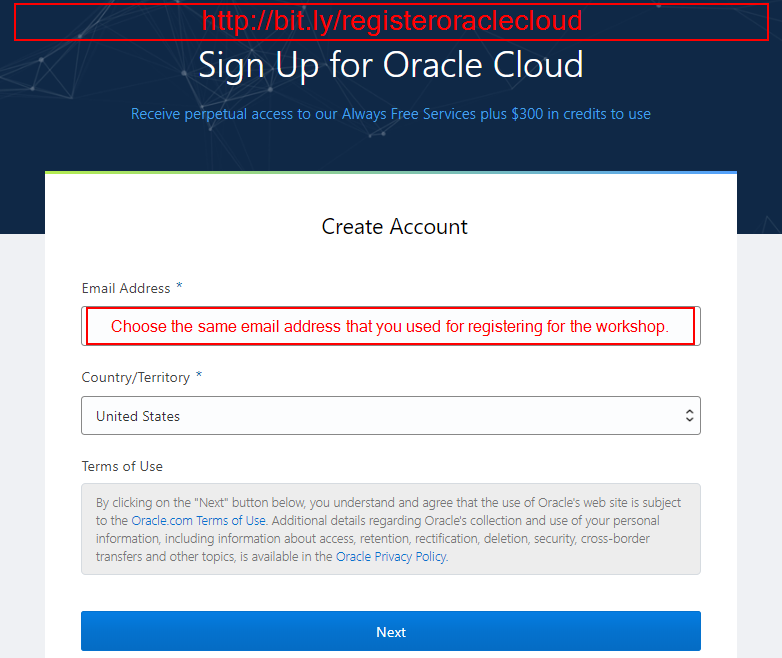 http://bit.ly/registeroraclecloud
Sign Up for Oracle Cloud
Receive perpetual access to our Always Free Services plus $300 in credits to use
Create Account
Email Address *
Choose the same email address that you used for registering for the workshop.
Country/Territory *
United States
Terms of Use
By clicking on the "Next" button below, you understand and agree that the use of Oracle's web site is subject
to the Oracle.com Terms of Use. Additional details regarding Oracle's collection and use of your personal
information, including information about access, retention, rectification, deletion, security, cross-border
transfers and other topics, is available in the Oracle Privacy Policy.
Next